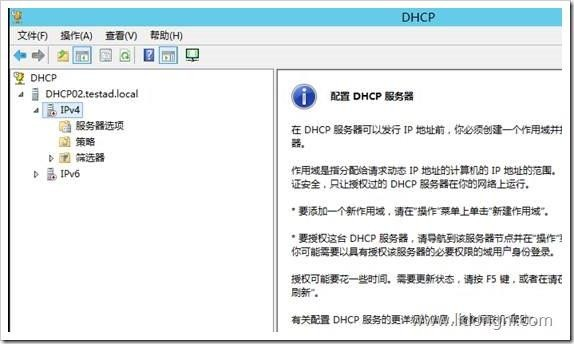 DHCP
文件(F) 操作(A) 查看(V) 帮助(H)
DHCP
DHCP02.testad.local
IPv4
服务器选项
策略
筛选器
IPv6
配置 DHCP 服务器
在 DHCP 服务器可以发行 IP 地址前，你必须创建一个作用域并授
器。
作用域是指分配给请求动态 IP 地址的计算机的 IP 地址的范围。
证安全，只让授权过的 DHCP 服务器在你的网络上运行。
* 要添加一个新作用域，请在"操作"菜单上单击"新建作用域"。
* 要授权这台 DHCP 服务器，请导航到该服务器节点并在"操作"菜
你可能需要以具有授权该服务器的必要权限的域用户身份登录。
授权可能要花一些时间。需要更新状态，请按 F5 键，或者在请在
刷新"。
有关配置 DHCP 服务的更详细的信息，